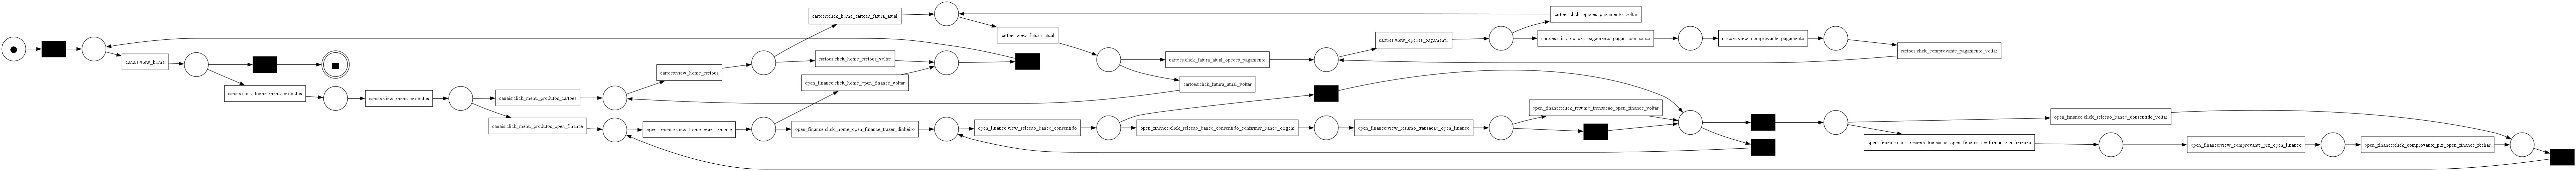 cartoes:click_home_cartoes_fatura_atual
cartoes:click_opcoes_pagamento_voltar
cartoes:view_fatura_atual
cartoes:view_opcoes_pagamento
cartoes:click_opcoes_pagamento_pagar_com_saldo
cartoes:view_comprovante_pagamento
cartoes:click_comprovante_pagamento_voltar
canais:view_home
cartoes:click_home_cartoes_voltar
cartoes:click_fatura_atual_opcoes_pagamento
cartoes:view_home_cartoes
open_finance:click_home_open_finance_voltar
cartoes:click_fatura_atual_voltar
canais:click_home_menu_produtos
canais:view_menu_produtos
canais:click_menu_produtos_cartoes
open_finance:click_resumo_transacao_open_finance_voltar
open_finance:click_selecao_banco_consentido_voltar
canais:click_menu_produtos_open_finance
open_finance:view_home_open_finance
open_finance:click_home_open_finance_trazer_dinheiro
open_finance:view_selecao_banco_consentido
open_finance:click_selecao_banco_consentido_confirmar_banco_origem
open_finance:view_resumo_transacao_open_finance
open_finance:click_resumo_transacao_open_finance_confirmar_transferencia
open_finance:view_comprovante_pix_open_finance
open_finance:click_comprovante_pix_open_finance_fechar